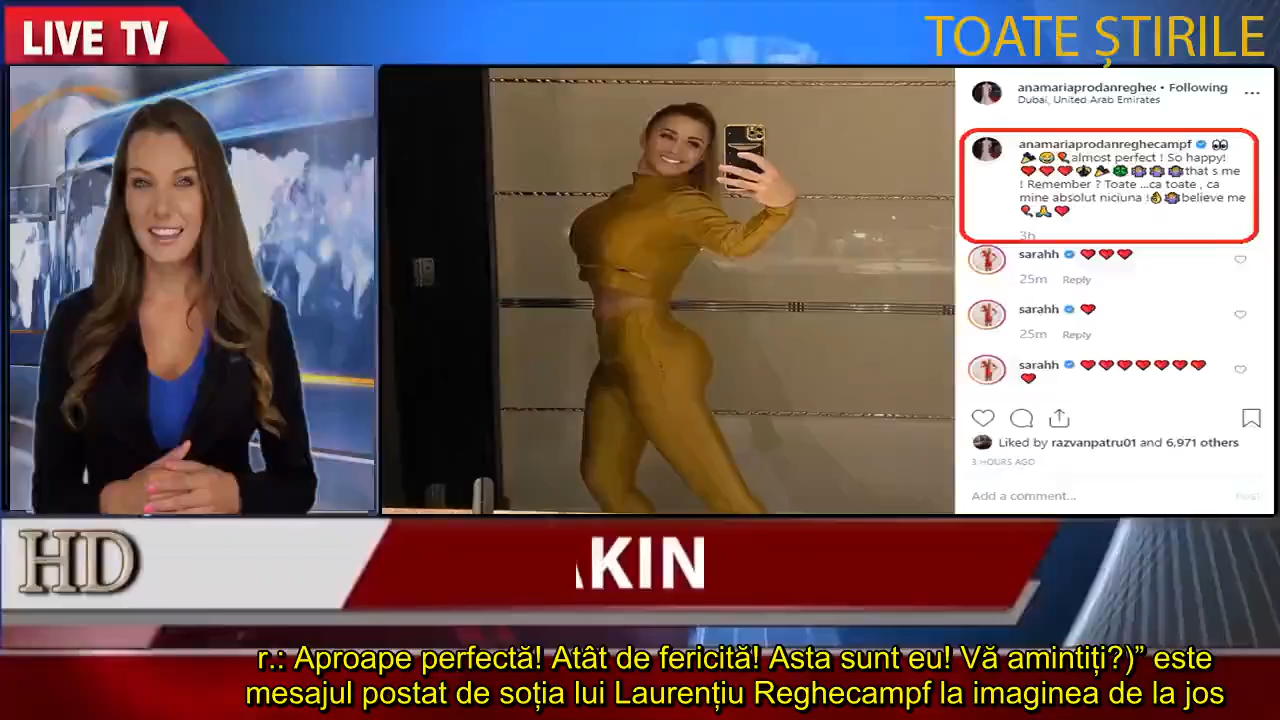 LIVE TV
TOATE ȘTIRILE
anamariaprodanreghec • Following
Dubai, United Arab Emirates
anamariaprodanreghecampf 👀
🎉😂🎈almost perfect ! So happy!
that s me
! Remember ? Toate ...ca toate , ca
mine absolut niciuna !👌🤷believe me
🎈🙏❤️
3h
sarahh ❤️❤️❤️
25m Reply
sarahh ❤️
25m Reply
sarahh ❤️❤️❤️❤️❤️❤️❤️
❤️
Liked by razvanpatru01 and 6,971 others
3 HOURS AGO
Add a comment...
POST
HD
KIN
r.: Aproape perfectă! Atât de fericită! Asta sunt eu! Vă amintiți?)” este
mesajul postat de soția lui Laurențiu Reghecampf la imaginea de la jos